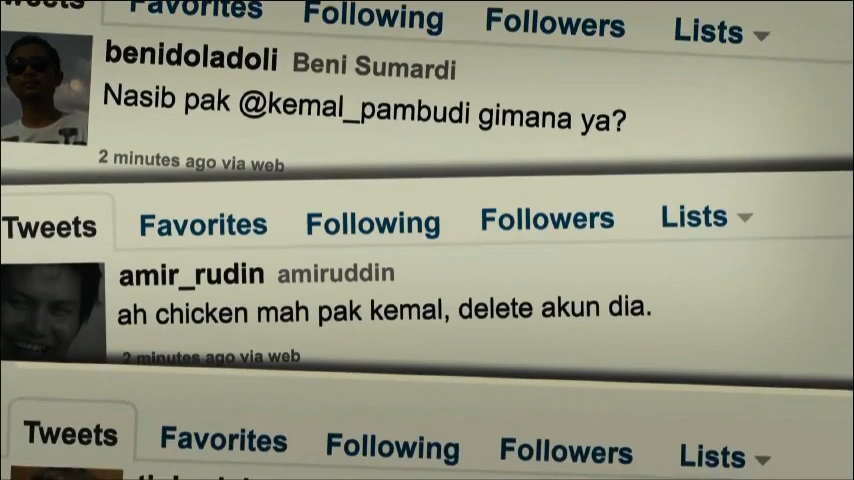 Favorites Following Followers Lists
benidoladoli Beni Sumardi
Nasib pak @kemal_pambudi gimana ya?
2 minutes ago via web
Tweets Favorites Following Followers Lists
amir_rudin amiruddin
ah chicken mah pak kemal, delete akun dia.
2 minutes ago via web
Tweets Favorites Following Followers Lists